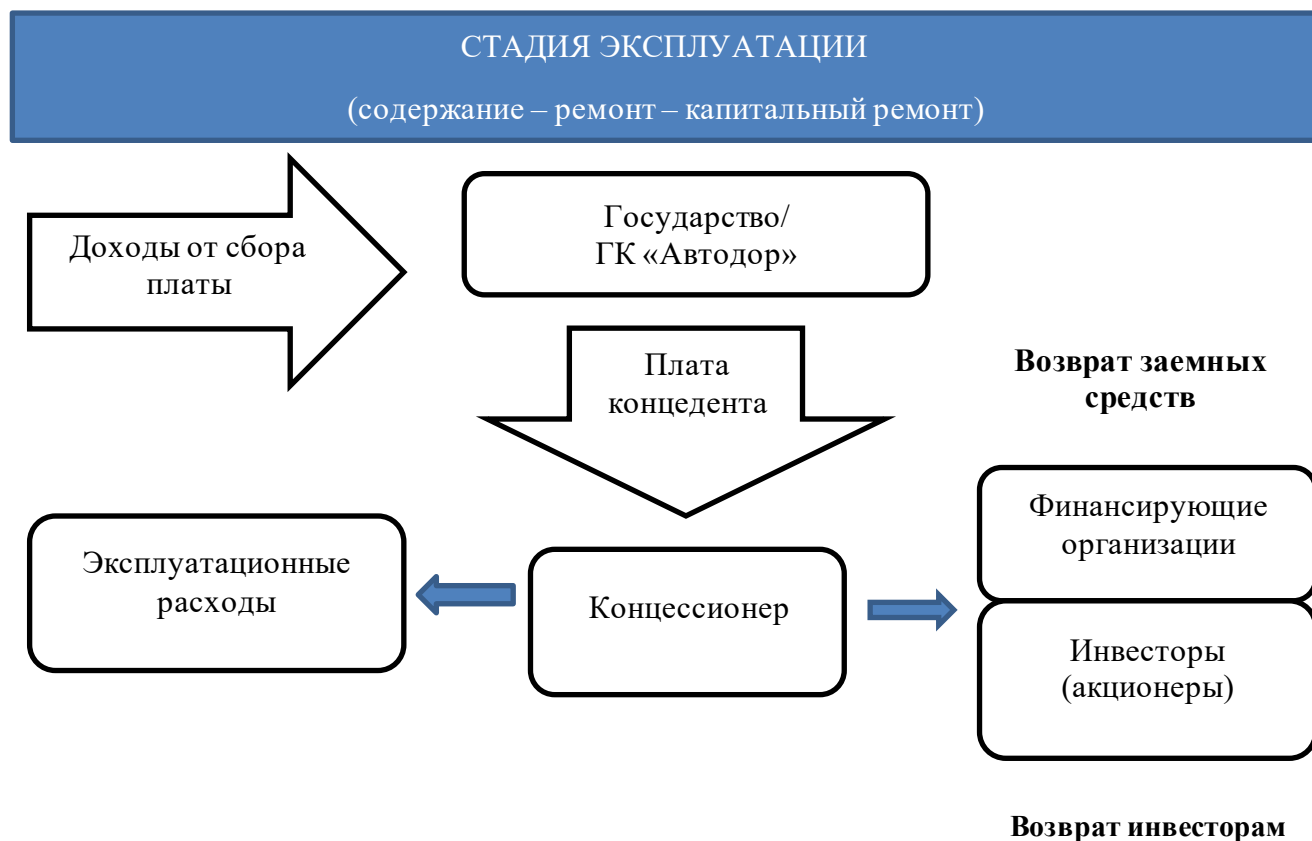 СТАДИЯ ЭКСПЛУАТАЦИИ
(содержание – ремонт – капитальный ремонт)
Доходы от сбора
платы
Государство/
ГК «Автодор»
Плата
концедента
Возврат заемных
средств
Финансирующие
организации
Эксплуатационные
расходы
Концессионер
Инвесторы
(акционеры)
Возврат инвесторам